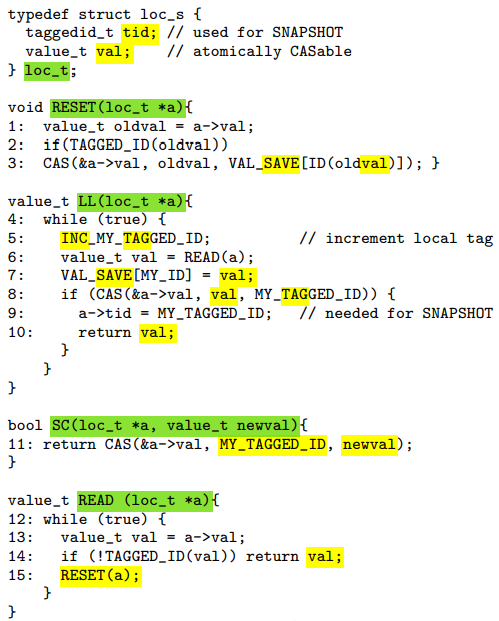 typedef struct loc_s {
taggedid_t tid; // used for SNAPSHOT
value_t val; // atomically CASable
} loc_t;
void RESET(loc_t *a){
1: value_t oldval = a->val;
2: if(TAGGED_ID(oldval))
3: CAS(&a->val, oldval, VAL_SAVE[ID(oldval)]); }
value_t LL(loc_t *a){
4: while (true) {
5: INC_MY_TAGGED_ID; // increment local tag
6: value_t val = READ(a);
7: VAL_SAVE[MY_ID] = val;
8: if (CAS(&a->val, val, MY_TAGGED_ID)) {
9: a->tid = MY_TAGGED_ID; // needed for SNAPSHOT
10: return val;
}
}
}
bool SC(loc_t *a, value_t newval){
11: return CAS(&a->val, MY_TAGGED_ID, newval);
}
value_t READ (loc_t *a){
12: while (true) {
13: value_t val = a->val;
14: if (!TAGGED_ID(val)) return val;
15: RESET(a);
}
}